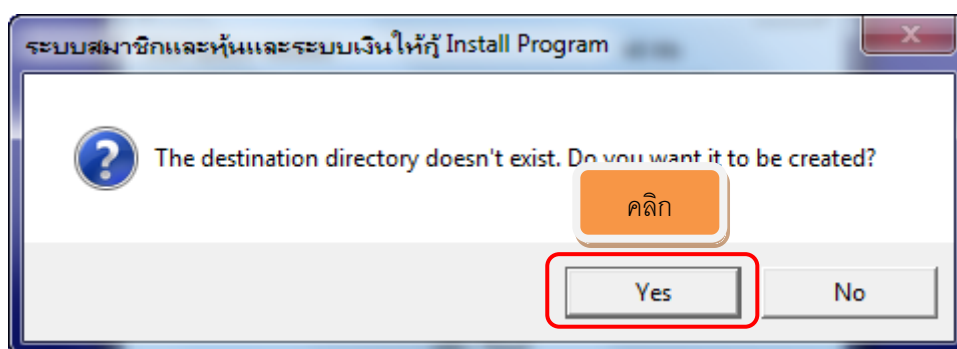 ระบบสมาชิกและหุ้นและระบบเงินให้กู้ Install Program
The destination directory doesn't exist. Do you want it to be created?
คลิก
Yes
No